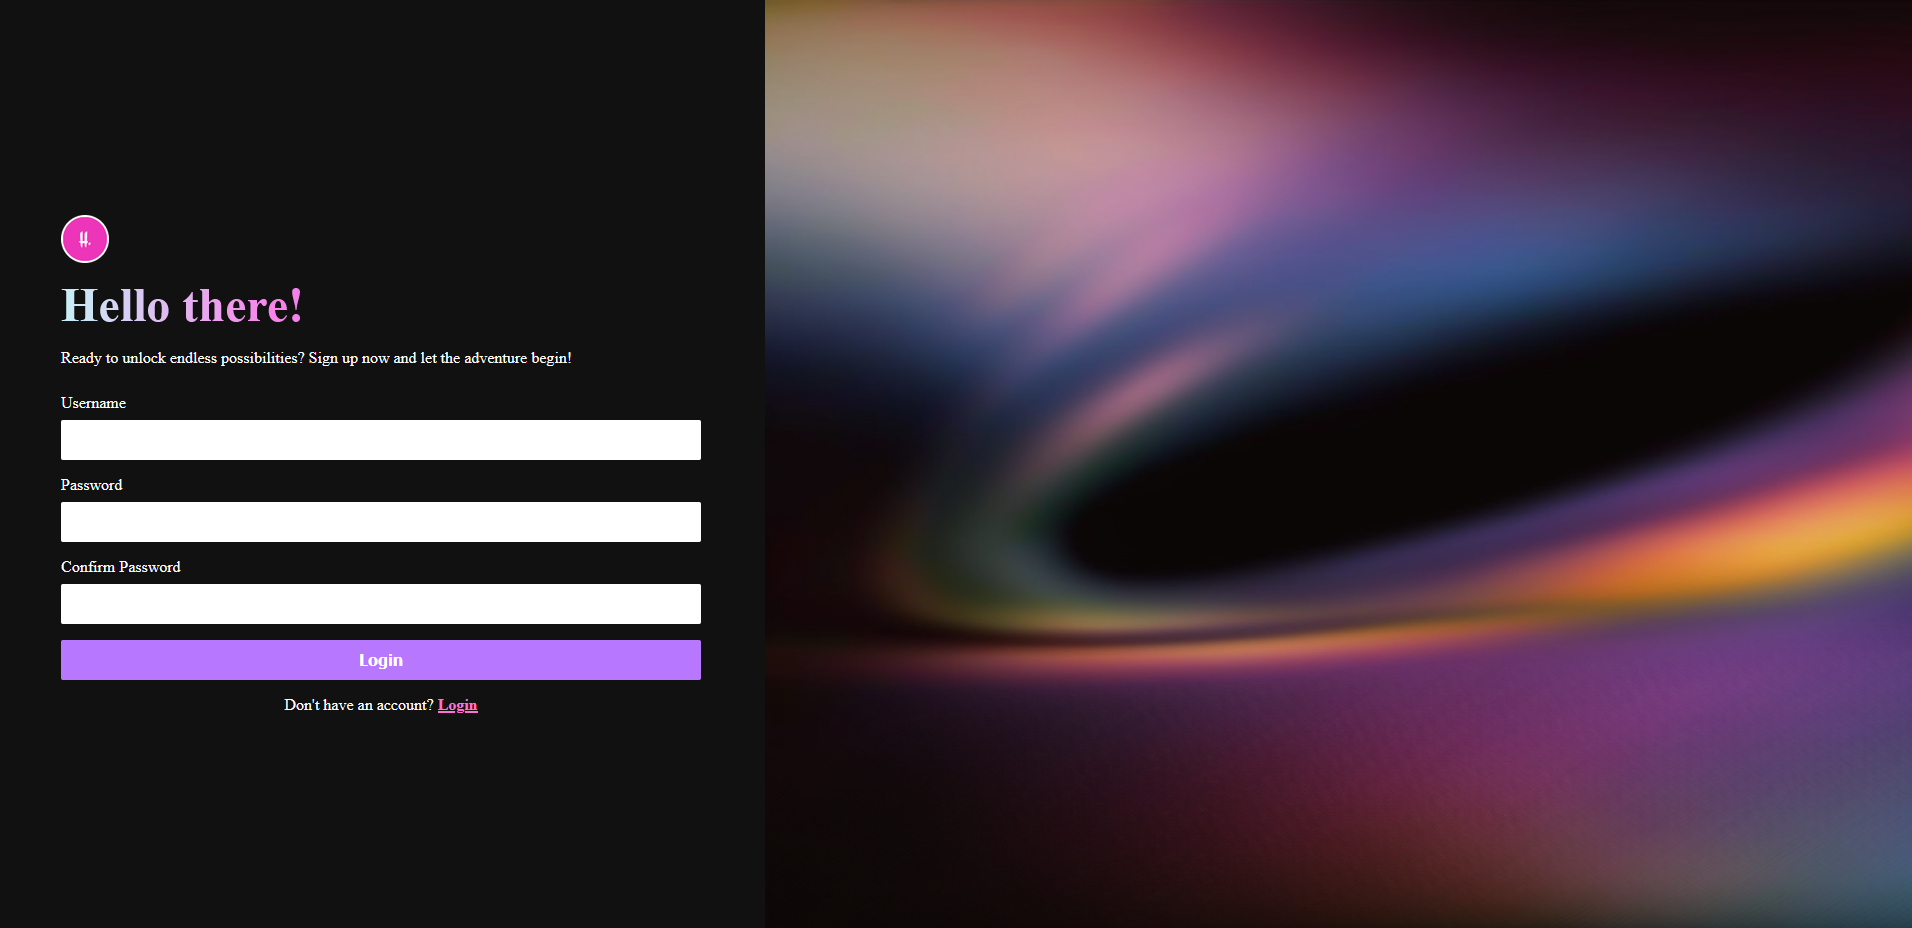 H.
Hello there!
Ready to unlock endless possibilities? Sign up now and let the adventure begin!
Username
Password
Confirm Password
Login
Don't have an account? Login